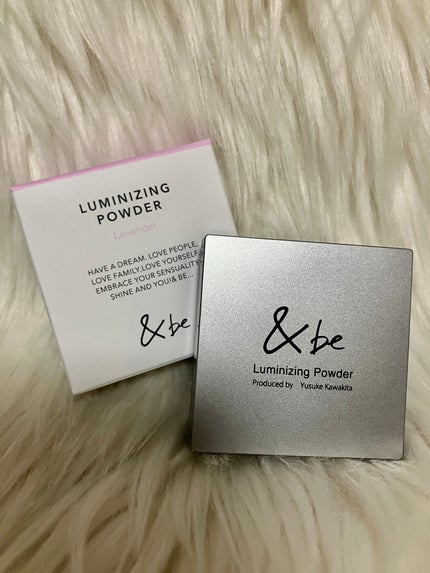 LUMINIZING
POWDER
Lavender
HAVE A DREAM. LOVE PEOPLE,
LOVE FAMILY,LOVE YOURSELF
EMBRACE YOUR SENSUALITY
SHINE AND YOU!& BE...
&be
&be
Luminizing Powder
Produced by Yusuke Kawakita